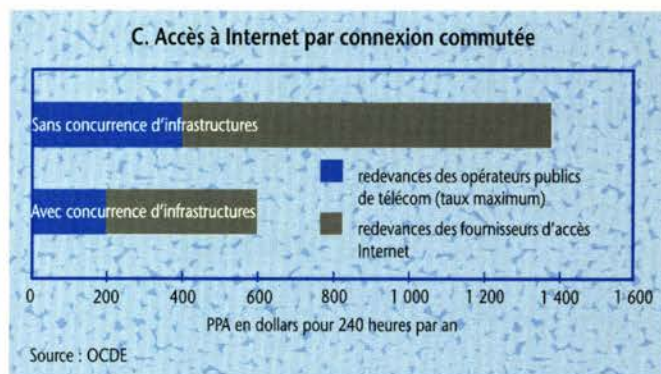 C. Accès à Internet par connexion commutée
Sans concurrence d'infrastructures
redevances des opérateurs publics
de télécom (taux maximum)
Avec concurrence d'infrastructures
redevances des fournisseurs d'accès
Internet
0 200 400 600 800 1 000 1 200 1 400 1 600
PPA en dollars pour 240 heures par an
Source : OCDE